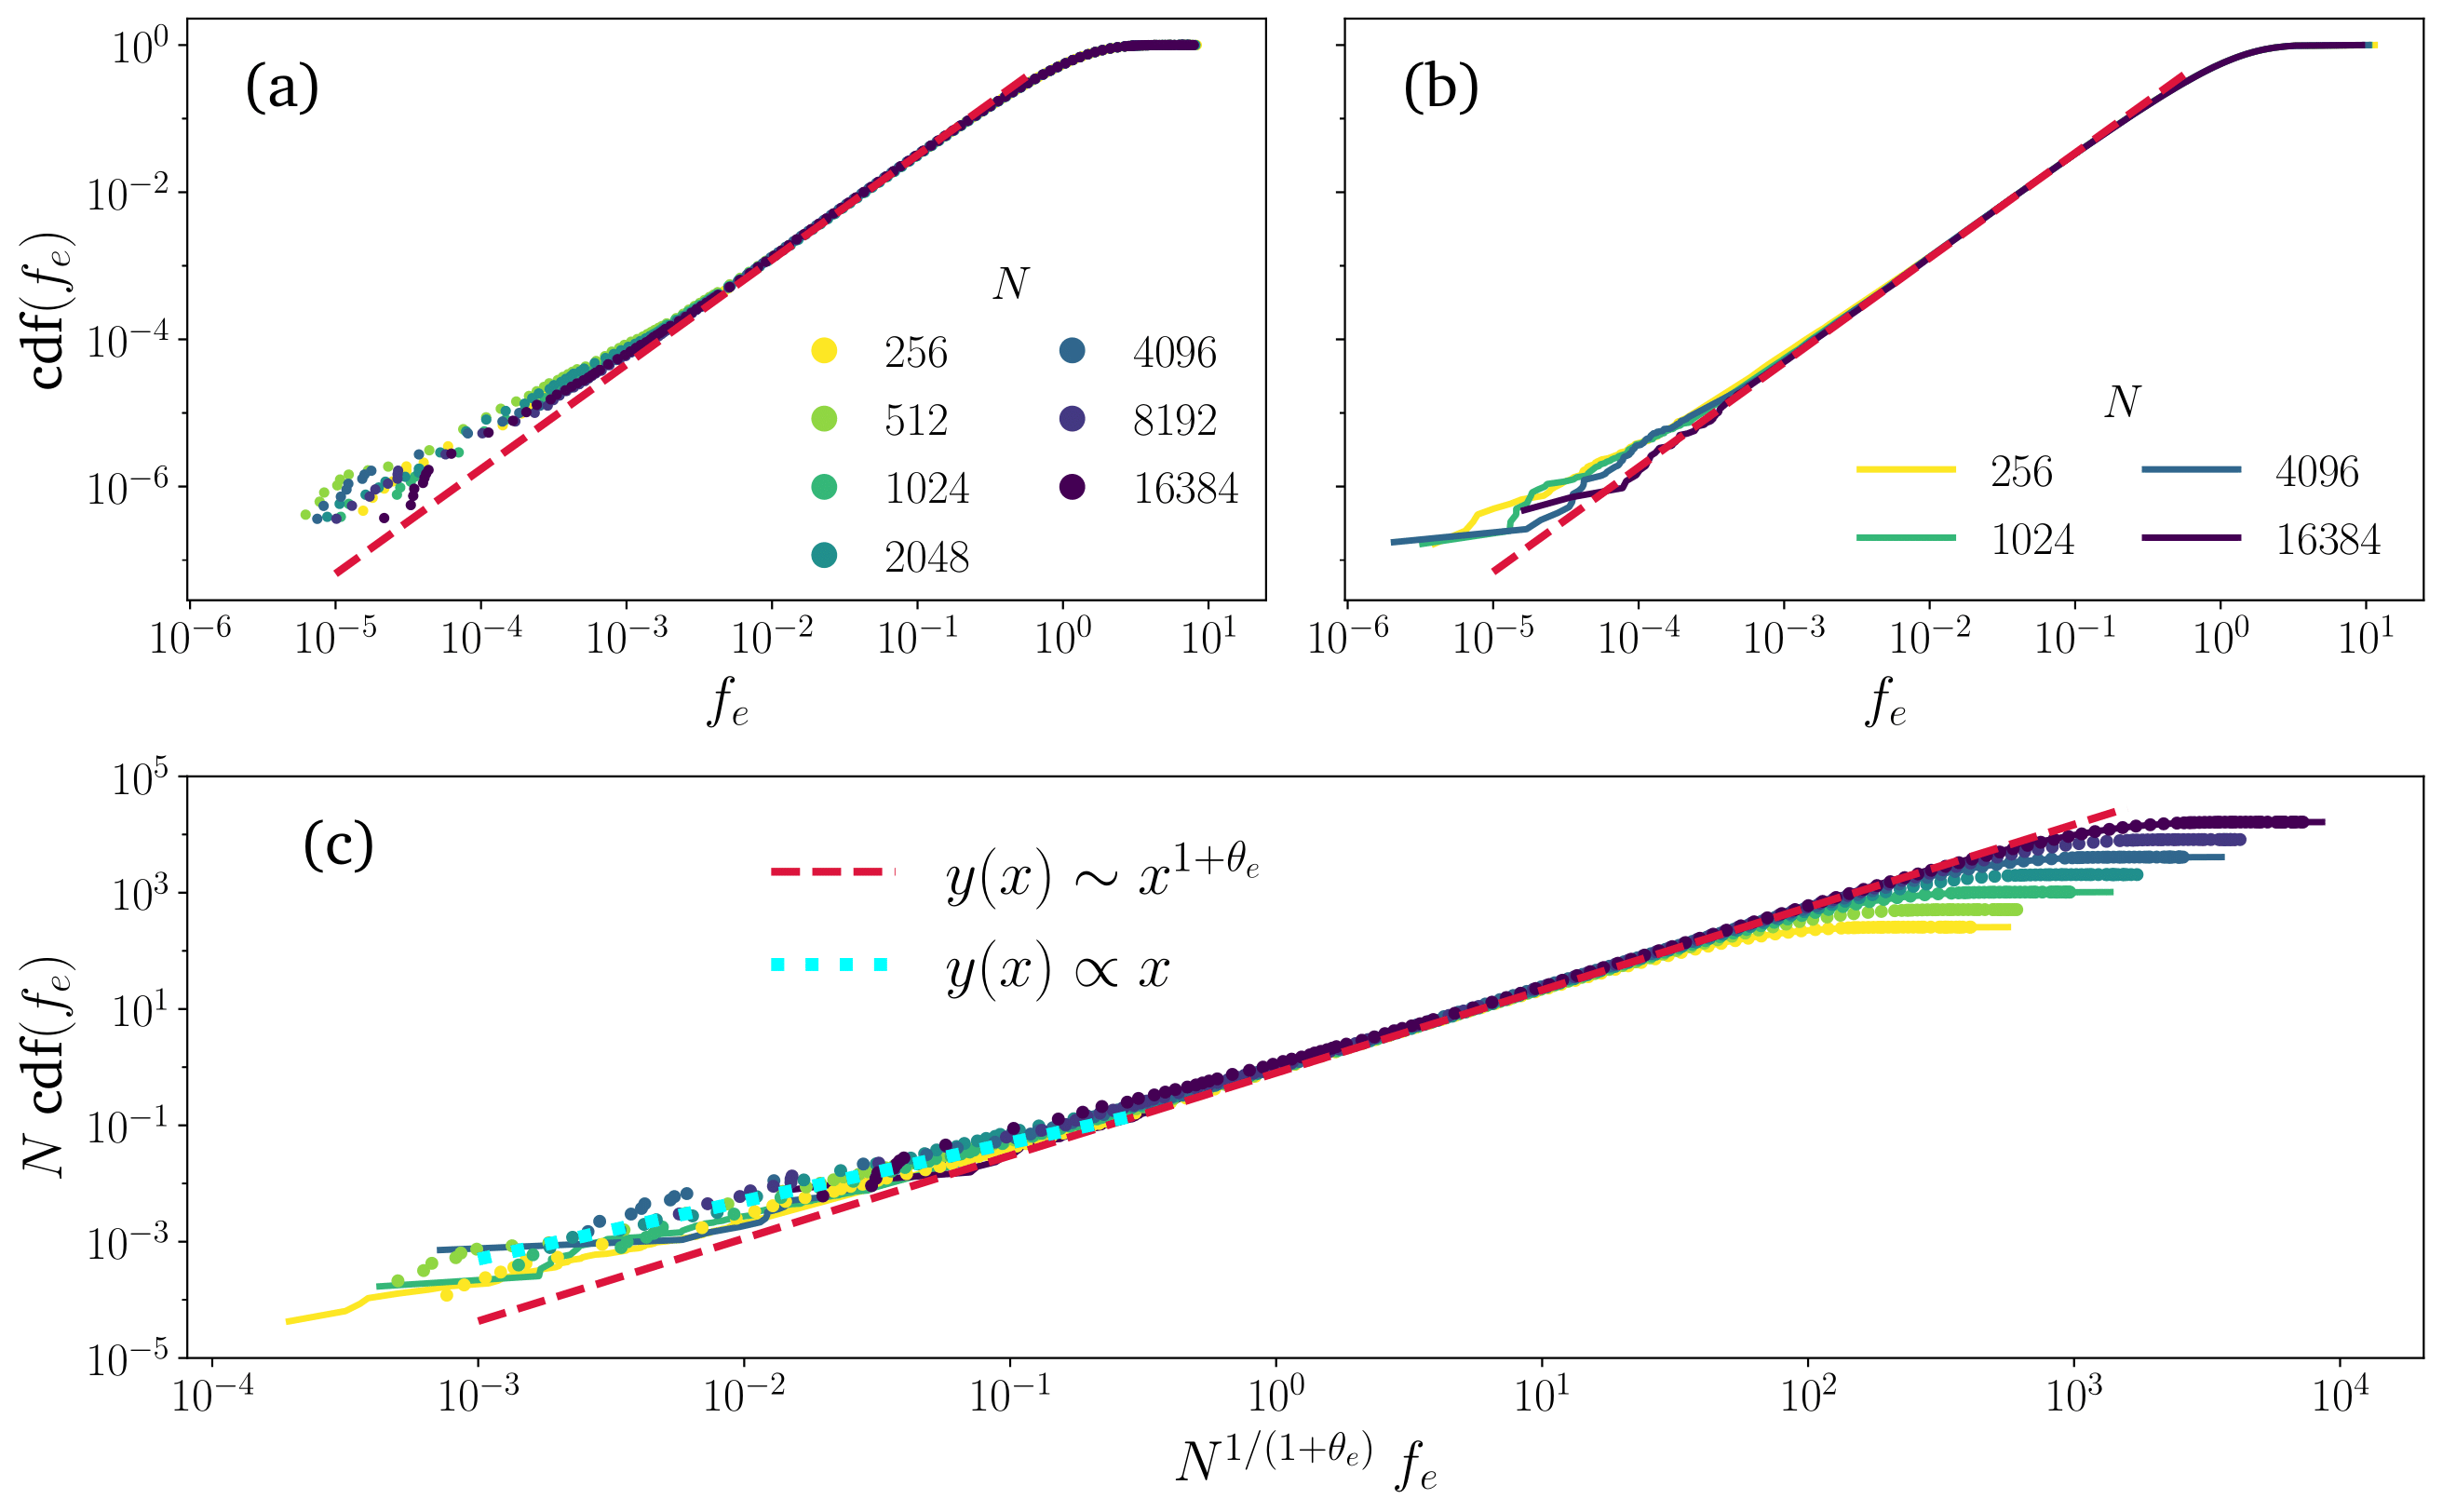 (a)
cdf(f_e)
10^0
10^−2
10^−4
10^−6
N
256
512
1024
2048
4096
8192
16384
10^−6 10^−5 10^−4 10^−3 10^−2 10^−1 10^0 10^1
f_e
(b)
N
256
1024
4096
16384
10^−6 10^−5 10^−4 10^−3 10^−2 10^−1 10^0 10^1
f_e
(c)
N cdf(f_e)
10^5
10^3
10^1
10^−1
10^−3
10^−5
y(x) ∼ x^{1+θ_e}
y(x) ∝ x
10^−4 10^−3 10^−2 10^−1 10^0 10^1 10^2 10^3 10^4
N^{1/(1+θ_e)} f_e